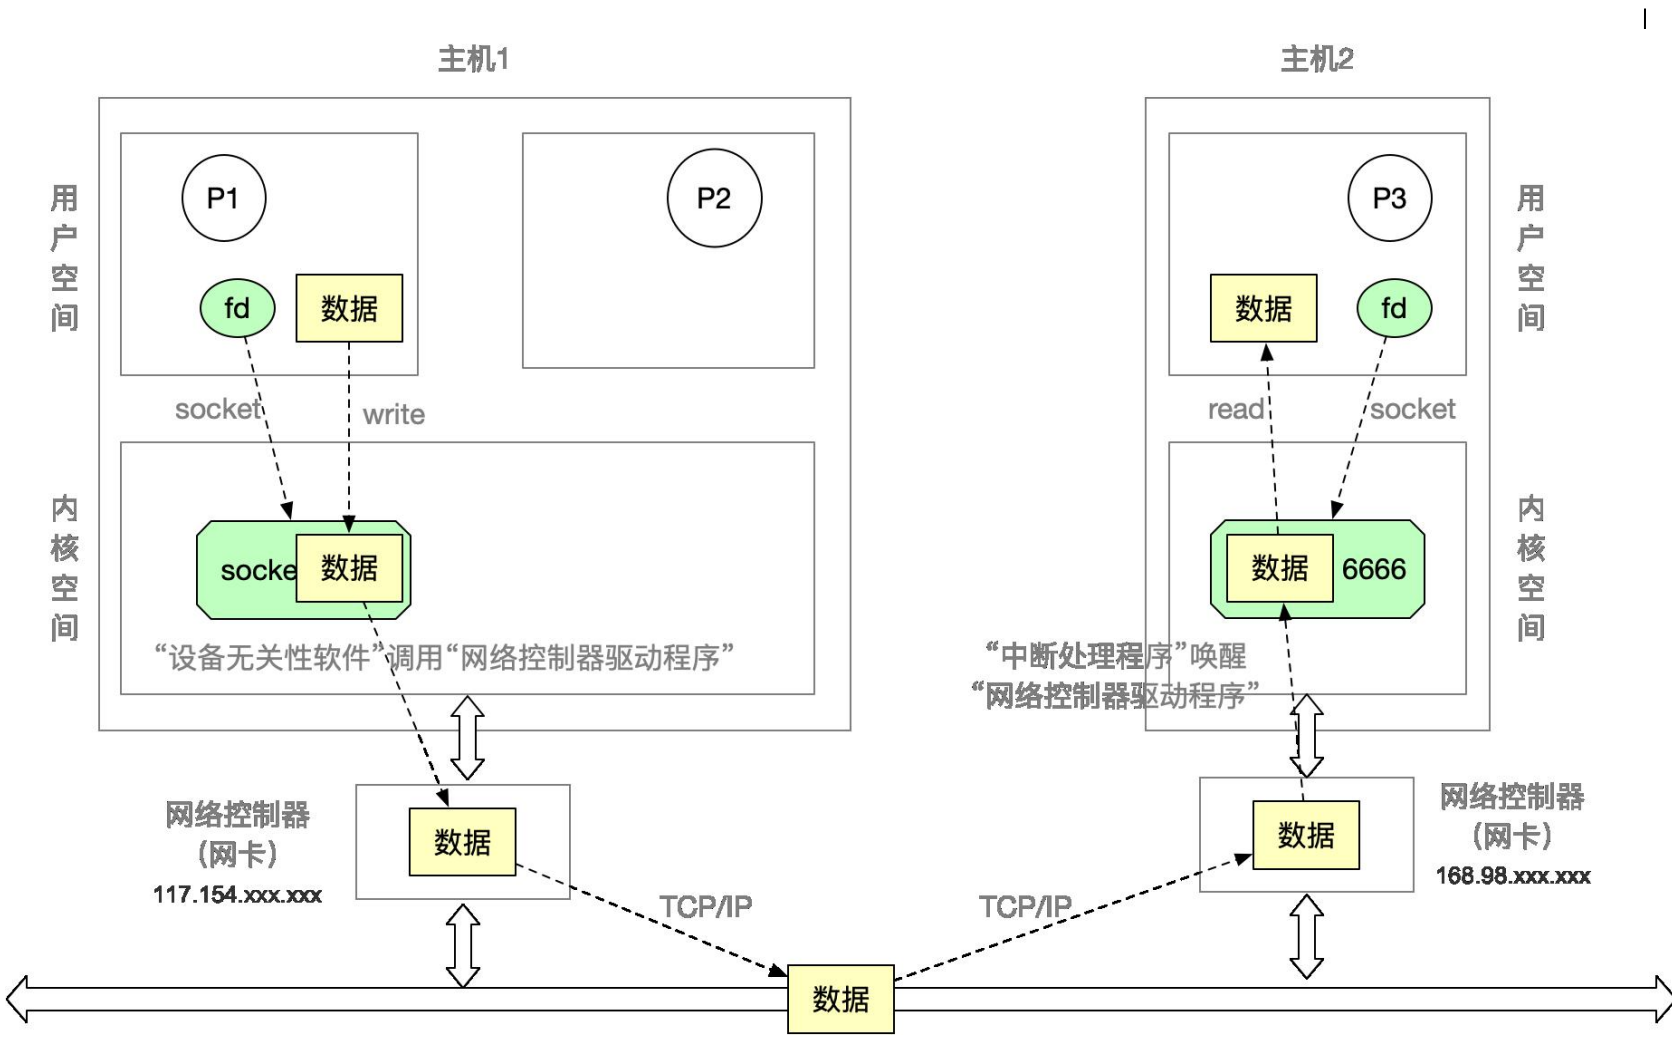 主机1
主机2
用户空间
P1
P2
P3
用户空间
fd
数据
数据
fd
socket
write
read
socket
内核空间
socke
数据
数据
6666
内核空间
“设备无关性软件”调用“网络控制器驱动程序”
“中断处理程序”唤醒
“网络控制器驱动程序”
网络控制器
（网卡）
117.154.xxx.xxx
数据
数据
网络控制器
（网卡）
168.98.xxx.xxx
TCP/IP
TCP/IP
数据